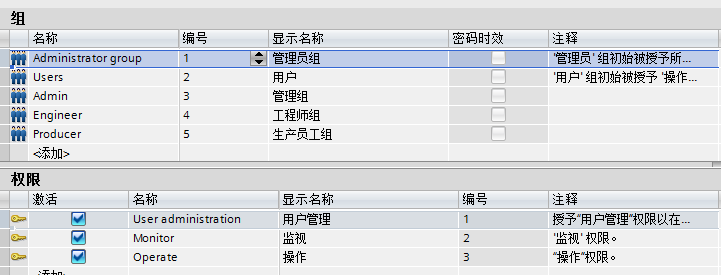 组
名称 编号 显示名称 密码时效 注释
Administrator group 1 管理员组 '管理员' 组初始被授予所...
Users 2 用户 '用户' 组初始被授予 '操作...
Admin 3 管理组
Engineer 4 工程师组
Producer 5 生产员工组
<添加>
权限
激活 名称 显示名称 编号 注释
User administration 用户管理 1 授予“用户管理”权限以在...
Monitor 监视 2 '监视' 权限。
Operate 操作 3 “操作”权限。